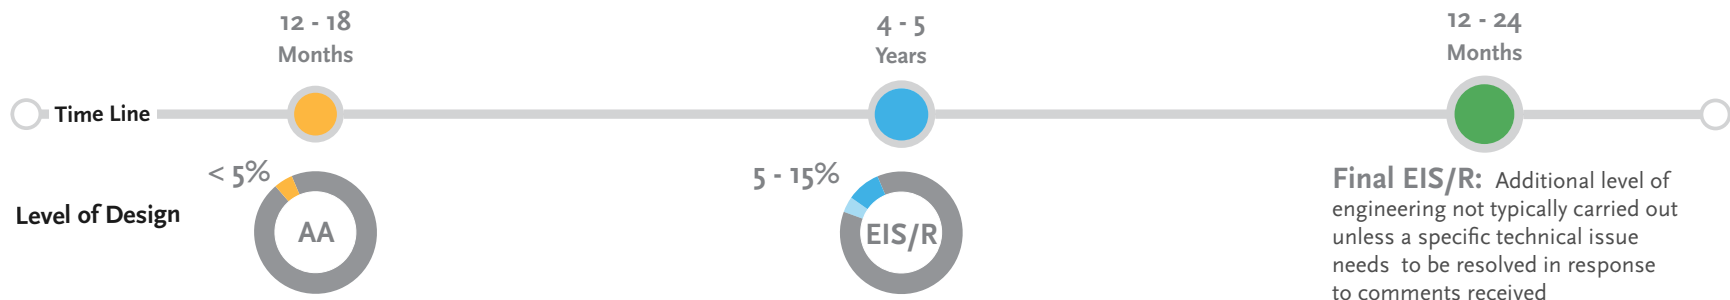 12 - 18
Months
4 - 5
Years
12 - 24
Months
Time Line
< 5%
5 - 15%
Level of Design
AA
EIS/R
Final EIS/R: Additional level of
engineering not typically carried out
unless a specific technical issue
needs to be resolved in response
to comments received